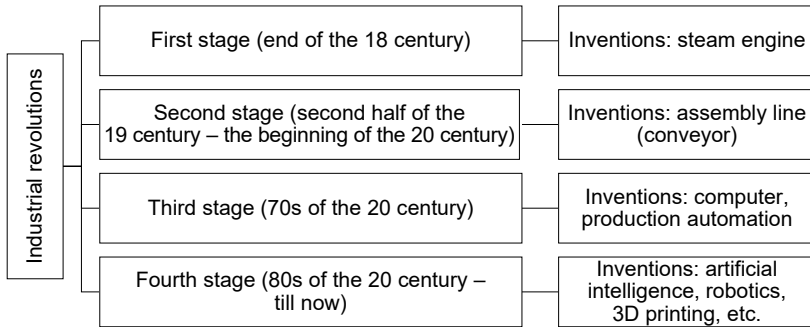 Industrial revolutions
First stage (end of the 18 century)
Inventions: steam engine
Second stage (second half of the
19 century – the beginning of the 20 century)
Inventions: assembly line
(conveyor)
Third stage (70s of the 20 century)
Inventions: computer,
production automation
Fourth stage (80s of the 20 century –
till now)
Inventions: artificial
intelligence, robotics,
3D printing, etc.